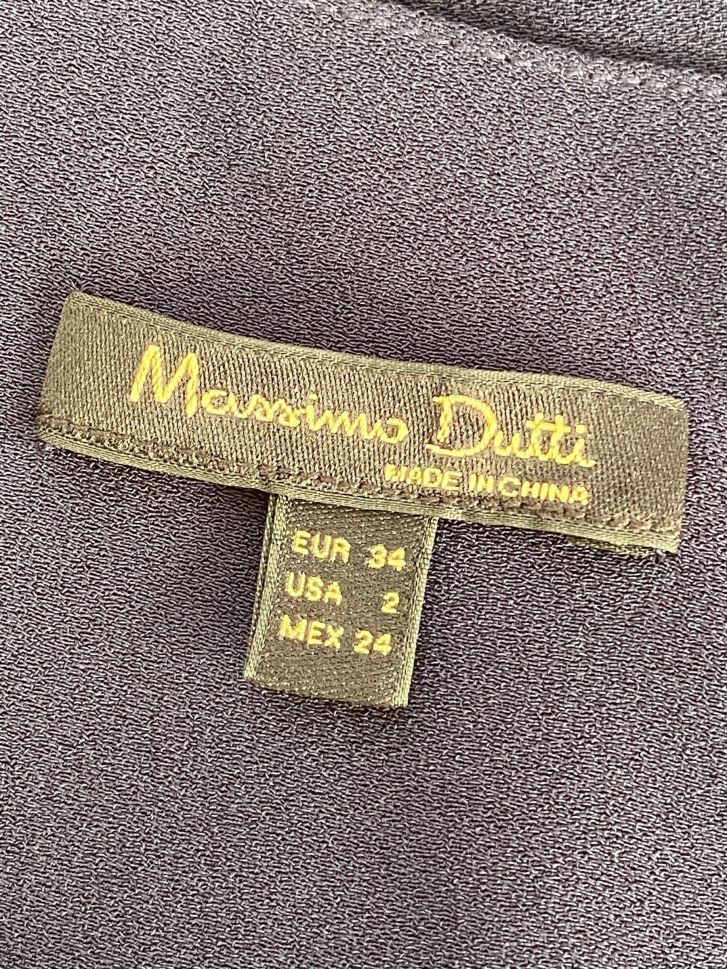 Massimo Dutti
MADE IN CHINA
EUR 34
USA 2
MEX 24